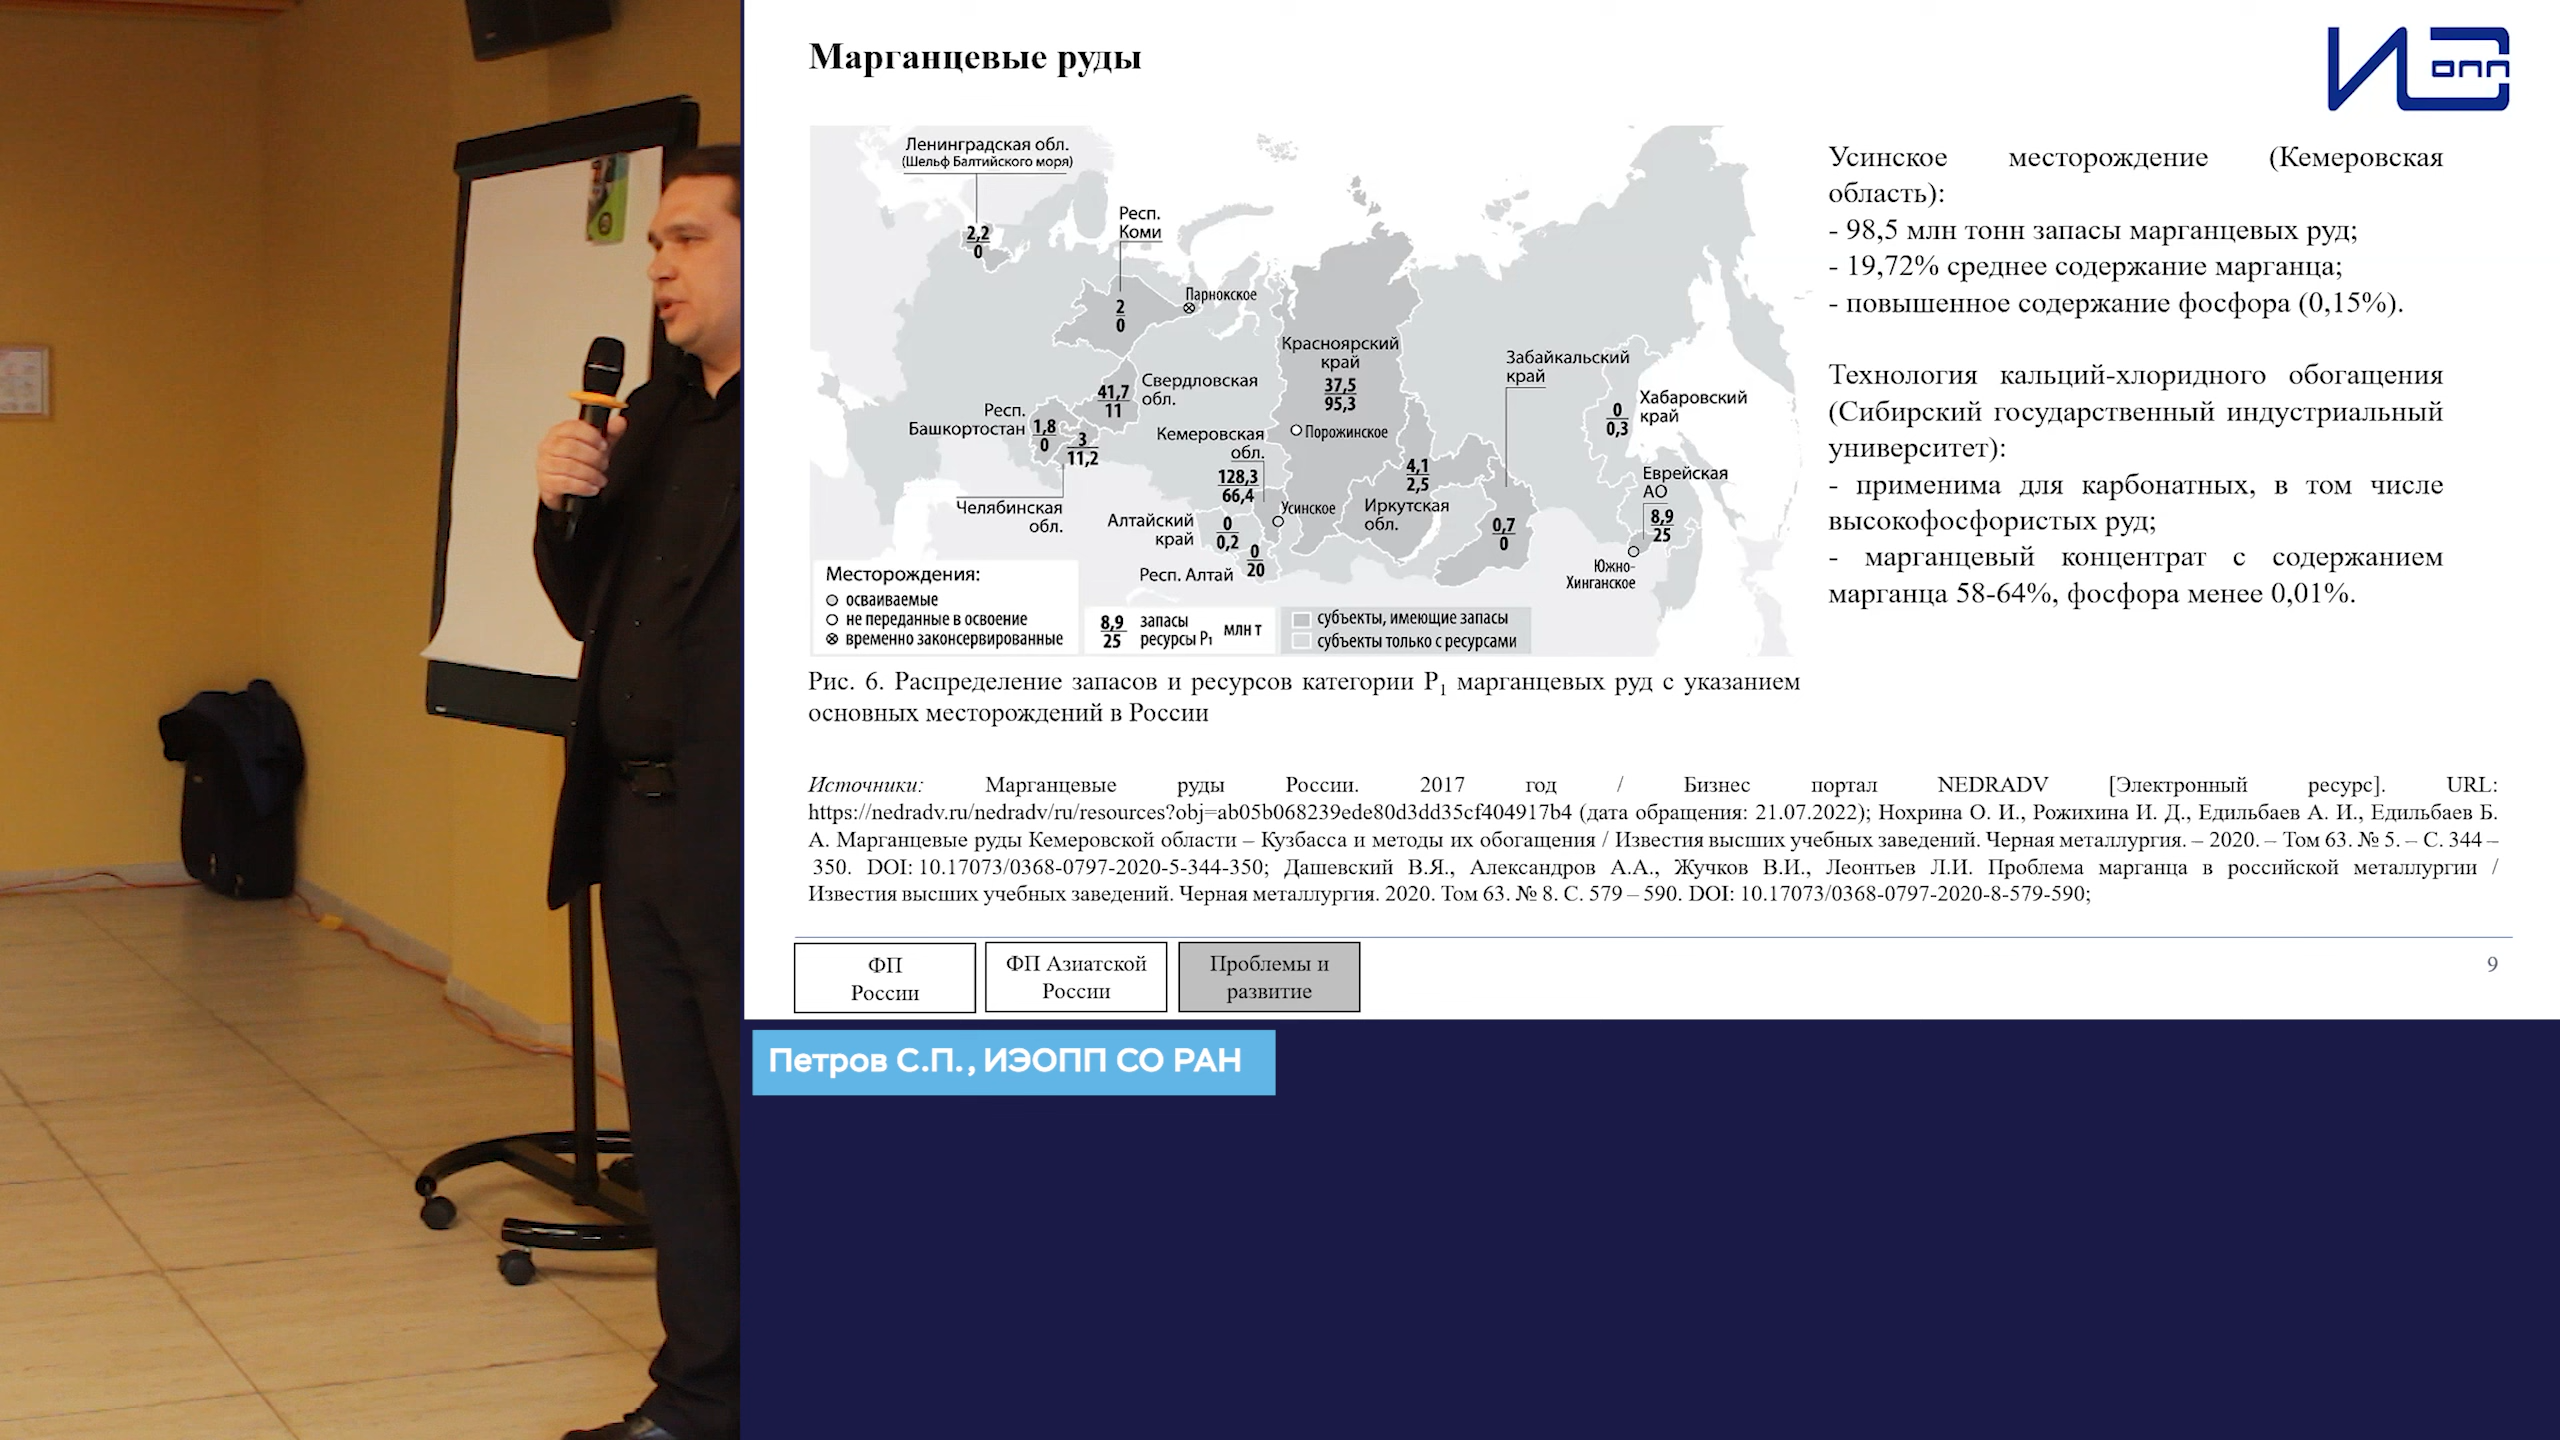 Марганцевые руды
ИЭ
опп
Ленинградская обл.
(Шельф Балтийского моря)
2,2
0
Респ.
Коми
2
0
Парнокское
Красноярский
край
37,5
95,3
Порожинское
Свердловская
обл.
41,7
11
Респ.
Башкортостан
1,8
0
3
11,2
Челябинская
обл.
Кемеровская
обл.
128,3
66,4
Усинское
Алтайский
край
0
0,2
0
20
Респ. Алтай
4,1
2,5
Иркутская
обл.
Забайкальский
край
0,7
0
0
0,3
Хабаровский
край
Еврейская
АО
8,9
25
Южно-
Хинганское
Месторождения:
осваиваемые
не переданные в освоение
временно законсервированные
8,9
25
запасы
ресурсы P₁
млн т
субъекты, имеющие запасы
субъекты только с ресурсами
Рис. 6. Распределение запасов и ресурсов категории P₁ марганцевых руд с указанием
основных месторождений в России
Усинское месторождение (Кемеровская
область):
- 98,5 млн тонн запасы марганцевых руд;
- 19,72% среднее содержание марганца;
- повышенное содержание фосфора (0,15%).
Технология кальций-хлоридного обогащения
(Сибирский государственный индустриальный
университет):
- применима для карбонатных, в том числе
высокофосфористых руд;
- марганцевый концентрат с содержанием
марганца 58-64%, фосфора менее 0,01%.
Источники: Марганцевые руды России. 2017 год / Бизнес портал NEDRADV [Электронный ресурс]. URL:
https://nedradv.ru/nedradv/ru/resources?obj=ab05b068239ede80d3dd35cf404917b4 (дата обращения: 21.07.2022); Нохрина О. И., Рожихина И. Д., Едильбаев А. И., Едильбаев Б.
А. Марганцевые руды Кемеровской области – Кузбасса и методы их обогащения / Известия высших учебных заведений. Черная металлургия. – 2020. – Том 63. № 5. – С. 344 –
350. DOI: 10.17073/0368-0797-2020-5-344-350; Дашевский В.Я., Александров А.А., Жучков В.И., Леонтьев Л.И. Проблема марганца в российской металлургии /
Известия высших учебных заведений. Черная металлургия. 2020. Том 63. № 8. С. 579 – 590. DOI: 10.17073/0368-0797-2020-8-579-590;
ФП
России
ФП Азиатской
России
Проблемы и
развитие
9
Петров С.П., ИЭОПП СО РАН